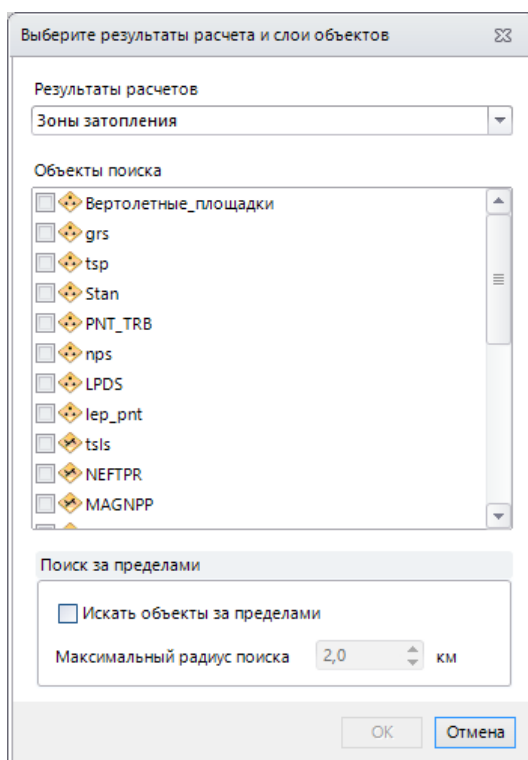 Выберите результаты расчета и слои объектов
Результаты расчетов
Зоны затопления
Объекты поиска
Вертолетные_площадки
grs
tsp
Stan
PNT_TRB
nps
LPDS
lep_pnt
tsls
NEFTPR
MAGNPP
Поиск за пределами
Искать объекты за пределами
Максимальный радиус поиска 2,0 км
OK Отмена